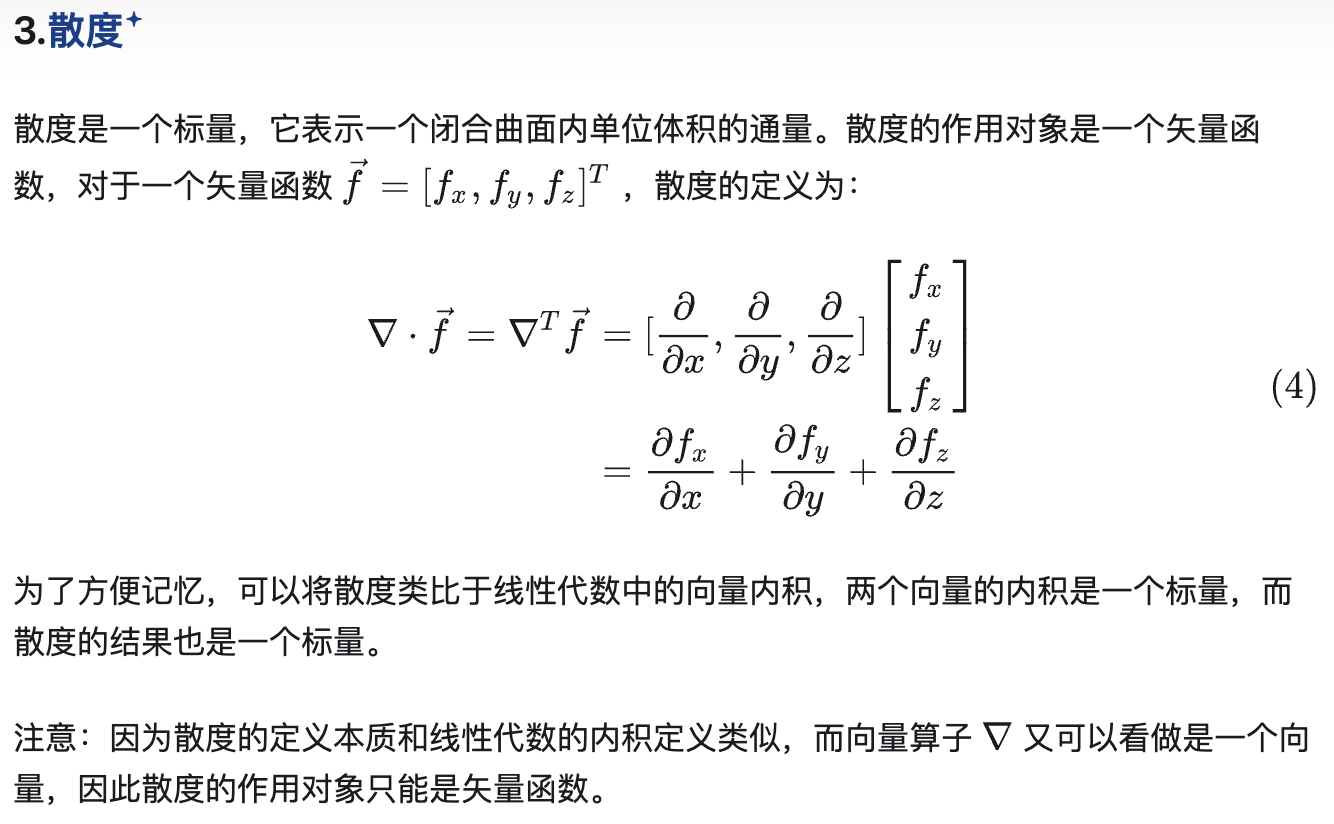 3.散度
散度是一个标量，它表示一个闭合曲面内单位体积的通量。散度的作用对象是一个矢量函
数，对于一个矢量函数 $\vec{f} = [f_x, f_y, f_z]^T$ ，散度的定义为：
$\nabla \cdot \vec{f} = \nabla^T \vec{f} = [\frac{\partial}{\partial x}, \frac{\partial}{\partial y}, \frac{\partial}{\partial z}] \begin{bmatrix} f_x \\ f_y \\ f_z \end{bmatrix}$
$= \frac{\partial f_x}{\partial x} + \frac{\partial f_y}{\partial y} + \frac{\partial f_z}{\partial z}$ (4)
为了方便记忆，可以将散度类比于线性代数中的向量内积，两个向量的内积是一个标量，而
散度的结果也是一个标量。
注意：因为散度的定义本质和线性代数的内积定义类似，而向量算子 $\nabla$ 又可以看做是一个向
量，因此散度的作用对象只能是矢量函数。